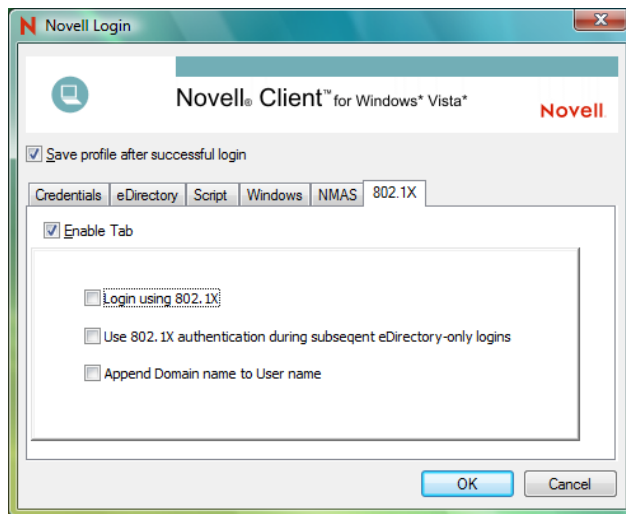 Novell Login
Novell® Client™ for Windows* Vista*
Novell.
Save profile after successful login
Credentials eDirectory Script Windows NMAS 802.1X
Enable Tab
Login using 802.1X
Use 802.1X authentication during subseqent eDirectory-only logins
Append Domain name to User name
OK Cancel